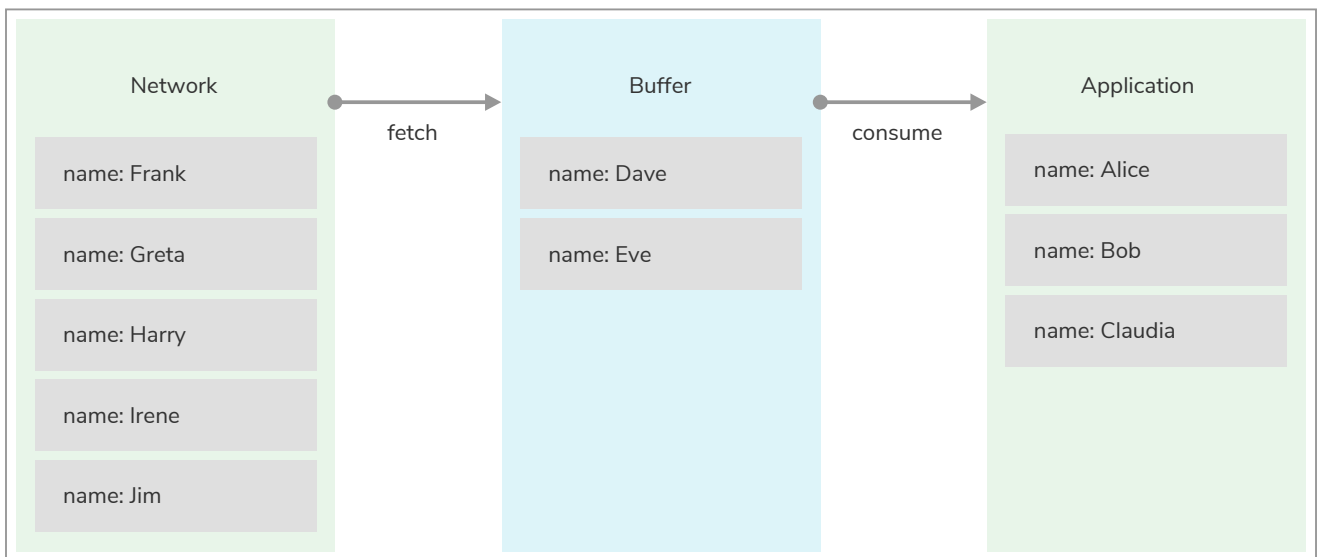 Network
fetch
Buffer
consume
Application
name: Frank
name: Greta
name: Harry
name: Irene
name: Jim
name: Dave
name: Eve
name: Alice
name: Bob
name: Claudia